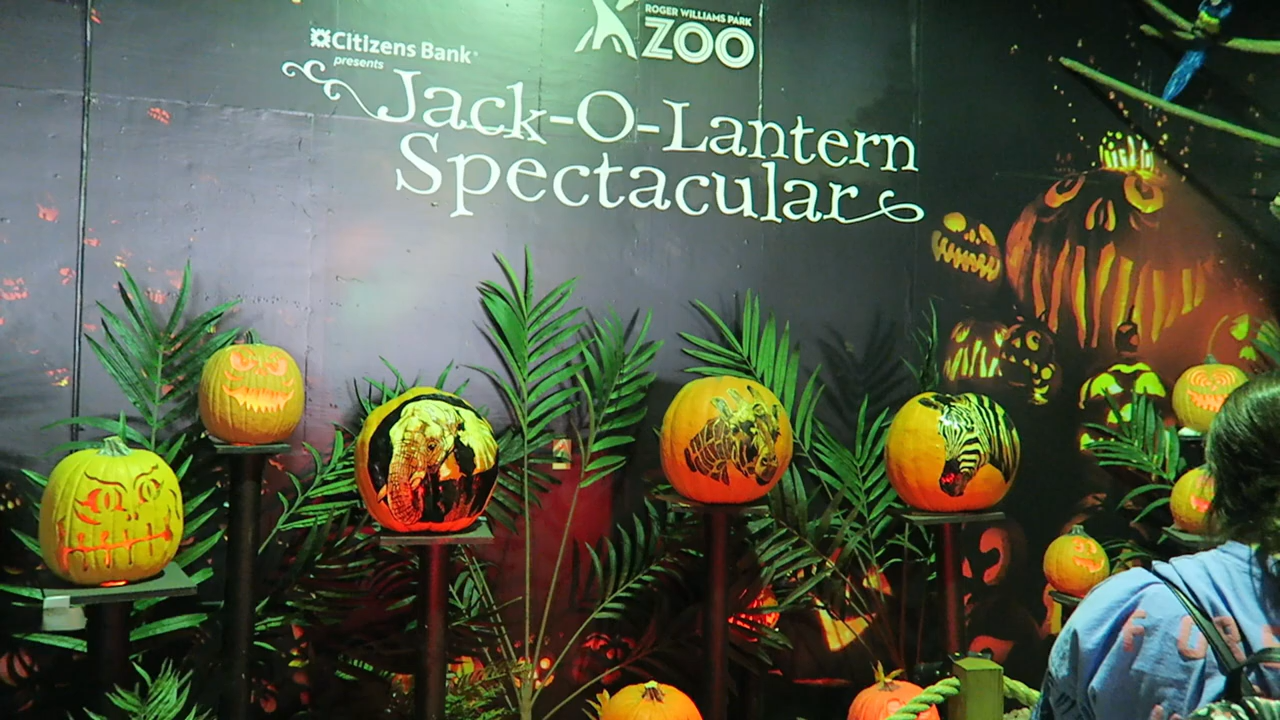 ROGER WILLIAMS PARK
ZOO
Citizens Bank®
presents
Jack-O-Lantern
Spectacular